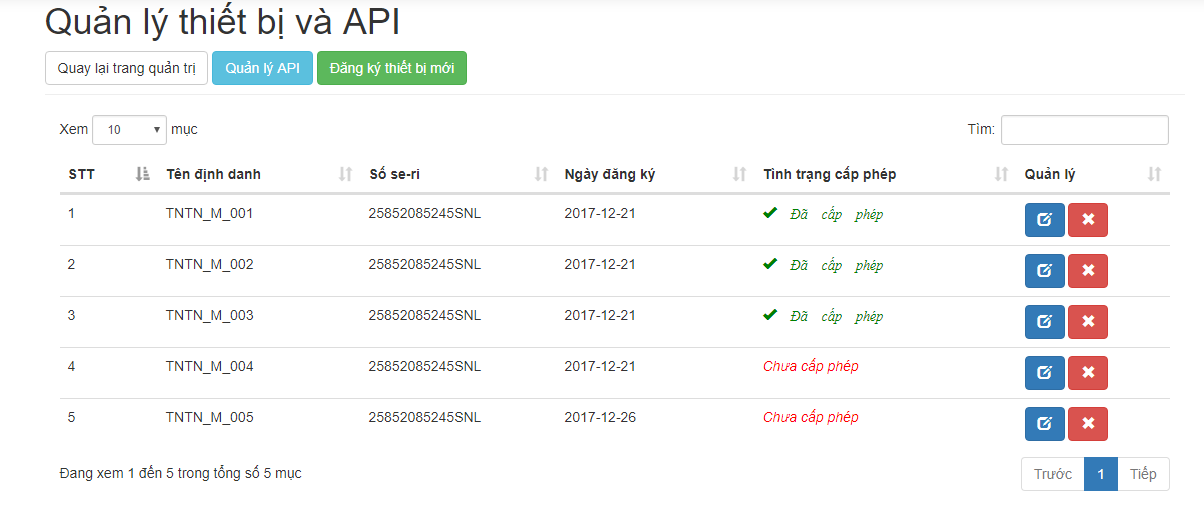 Quản lý thiết bị và API
Quay lại trang quản trị Quản lý API Đăng ký thiết bị mới
Xem 10 mục Tìm:
STT Tên định danh Số se-ri Ngày đăng ký Tình trạng cấp phép Quản lý
1 TNTN_M_001 25852085245SNL 2017-12-21 Đã cấp phép
2 TNTN_M_002 25852085245SNL 2017-12-21 Đã cấp phép
3 TNTN_M_003 25852085245SNL 2017-12-21 Đã cấp phép
4 TNTN_M_004 25852085245SNL 2017-12-21 Chưa cấp phép
5 TNTN_M_005 25852085245SNL 2017-12-26 Chưa cấp phép
Đang xem 1 đến 5 trong tổng số 5 mục Trước 1 Tiếp